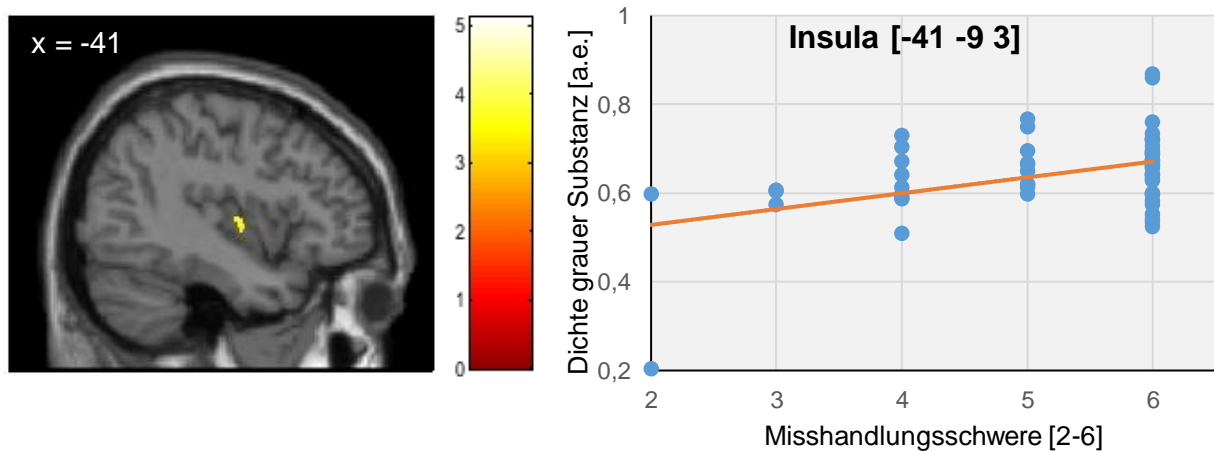 x = -41
5
4
3
2
1
0
Insula [-41 -9 3]
Dichte grauer Substanz [a.e.]
1
0,8
0,6
0,4
0,2
2 3 4 5 6
Misshandlungsschwere [2-6]